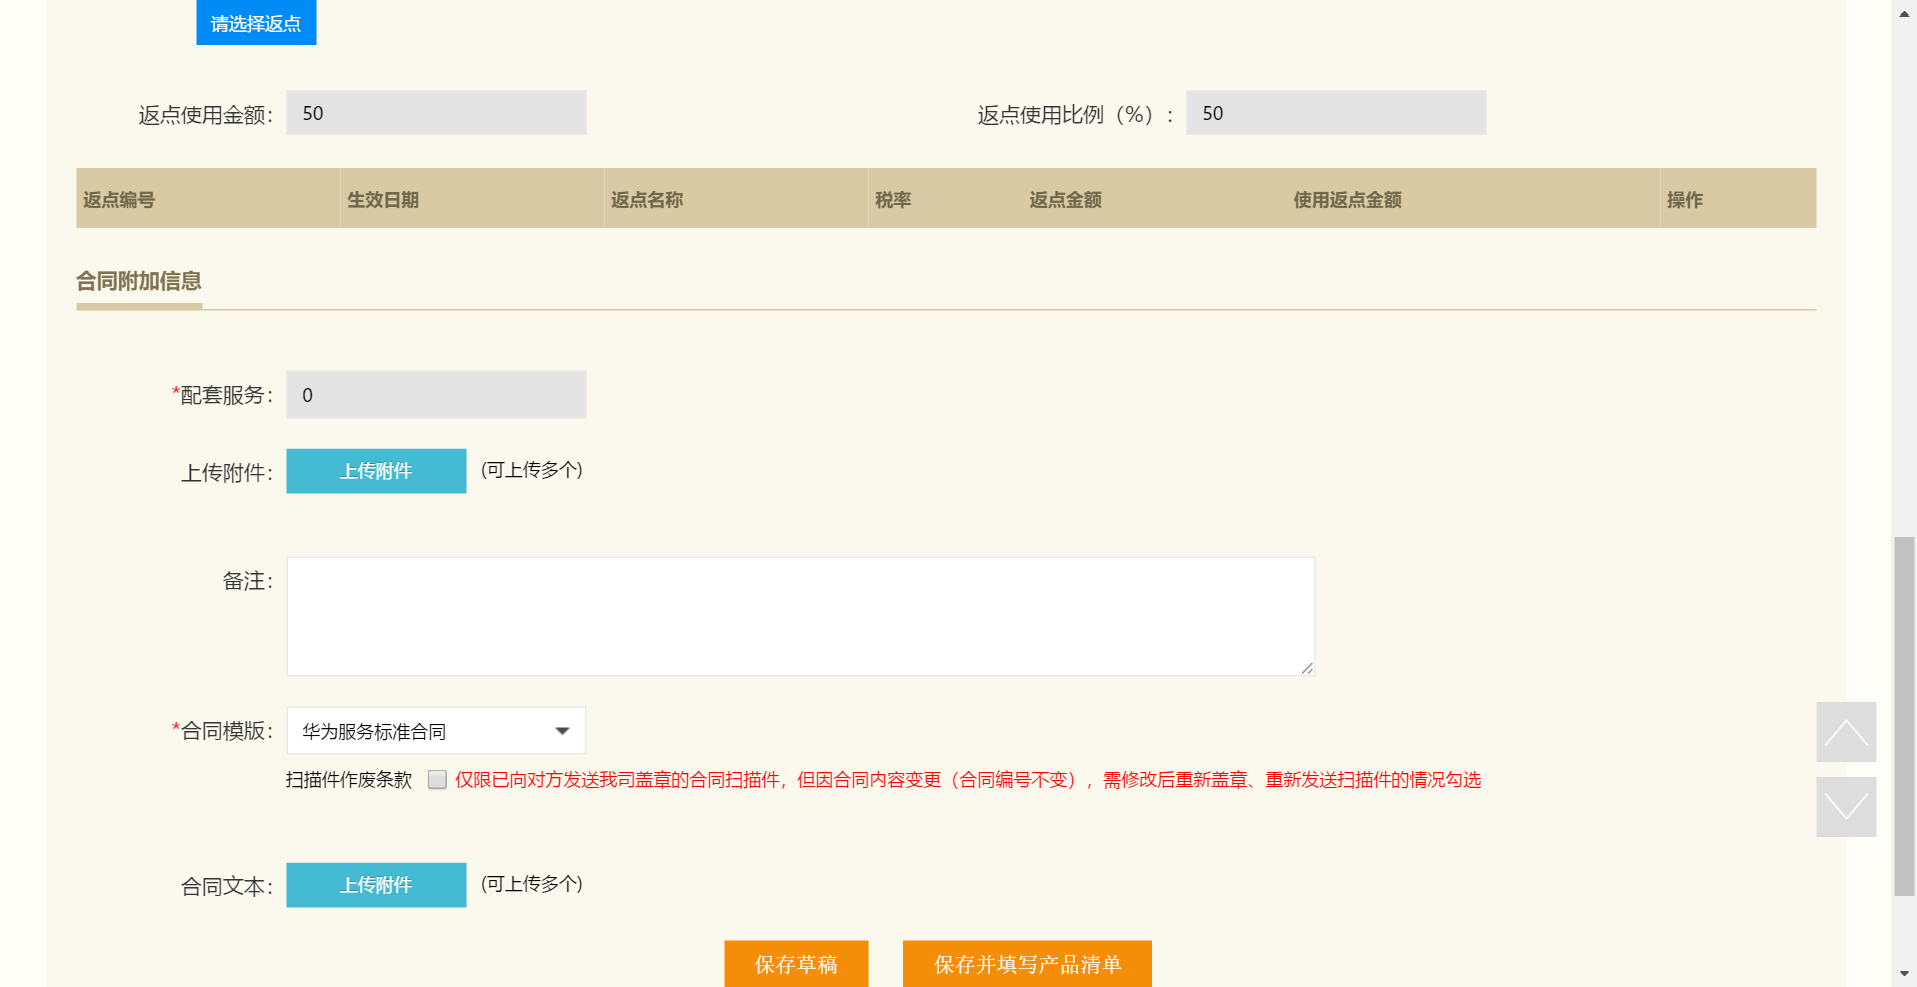 请选择返点
返点使用金额： 50 返点使用比例（%）： 50
返点编号 生效日期 返点名称 税率 返点金额 使用返点金额 操作
合同附加信息
*配套服务： 0
上传附件： 上传附件 (可上传多个)
备注：
*合同模版： 华为服务标准合同
扫描件作废条款 仅限已向对方发送我司盖章的合同扫描件，但因合同内容变更（合同编号不变），需修改后重新盖章、重新发送扫描件的情况勾选
合同文本： 上传附件 (可上传多个)
保存草稿 保存并填写产品清单